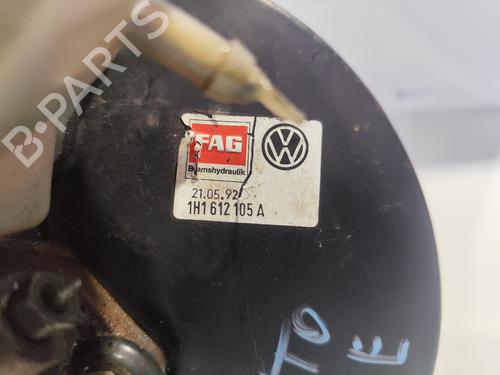 B-PARTS
FAG
Bremshydraulik
21.05.92
1H1 612 105 A